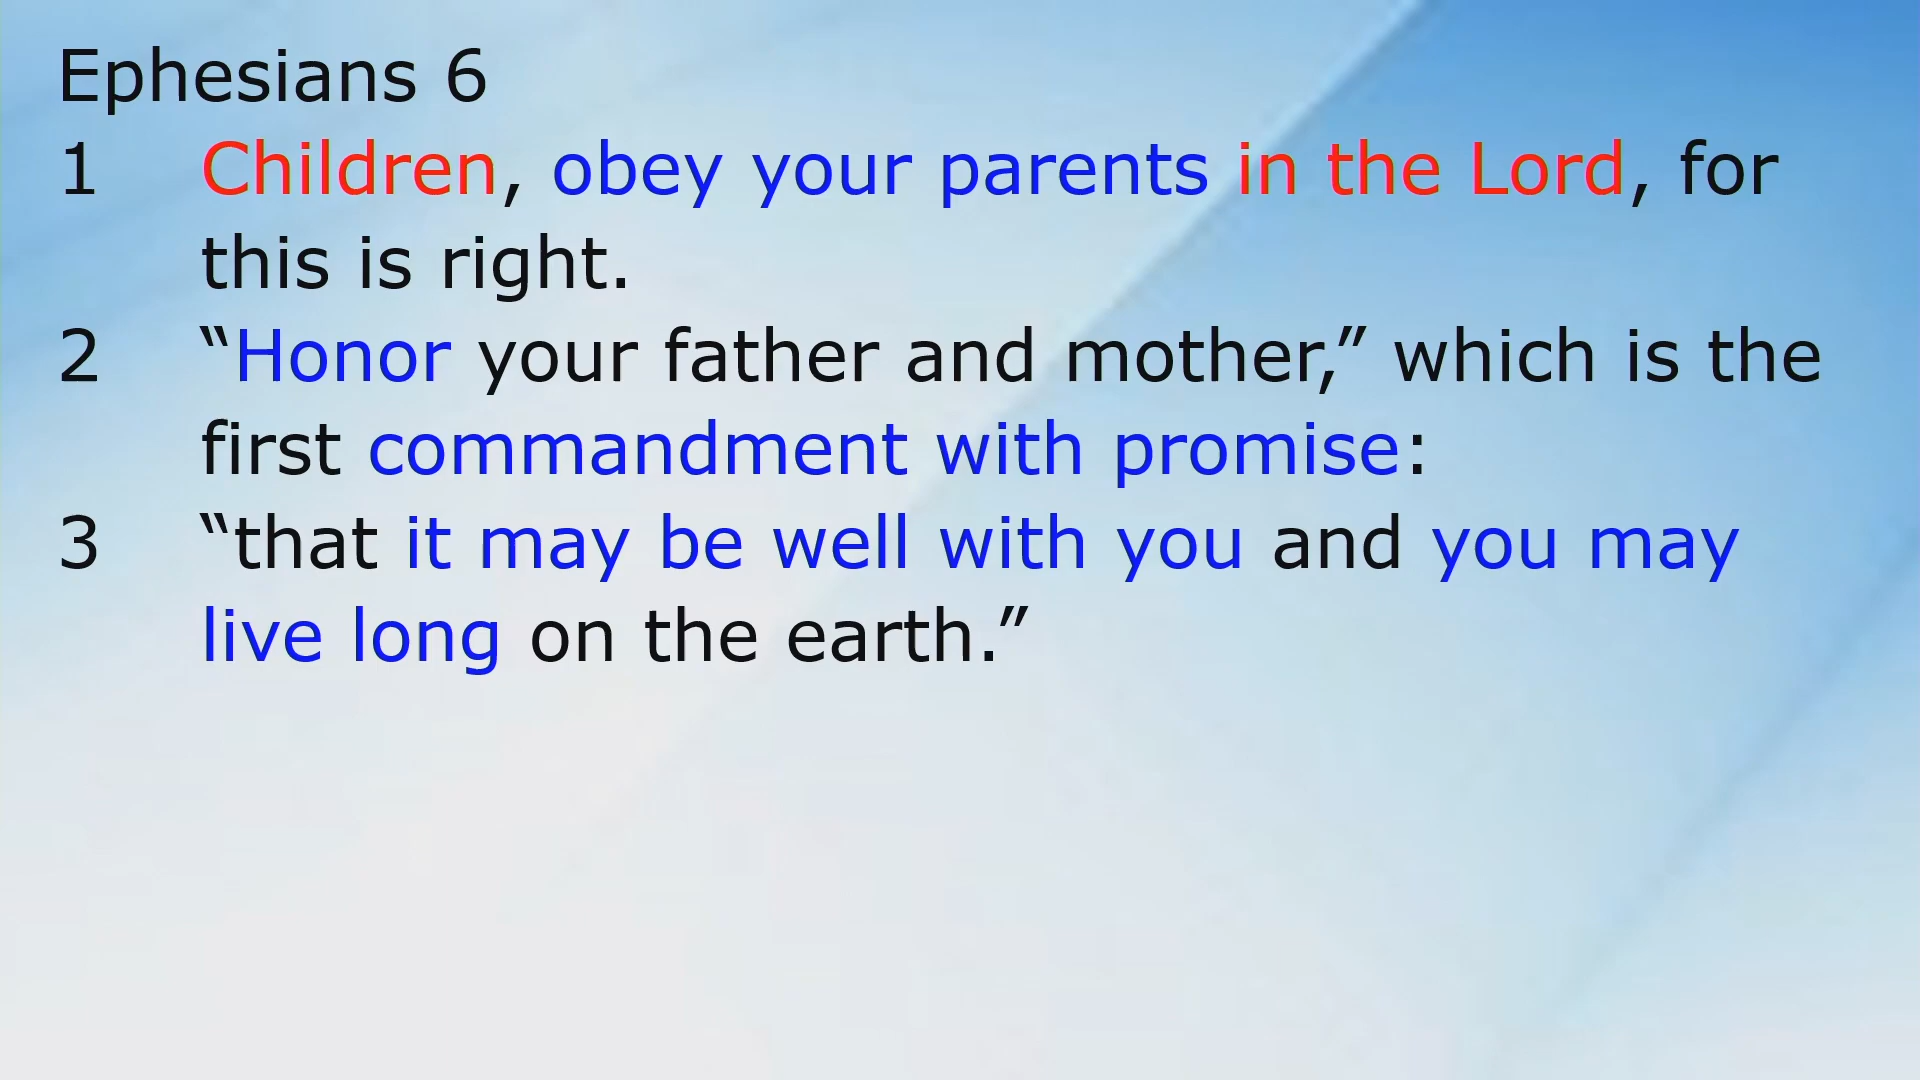 Ephesians 6
1 Children, obey your parents in the Lord, for
this is right.
2 “Honor your father and mother,” which is the
first commandment with promise:
3 “that it may be well with you and you may
live long on the earth.”